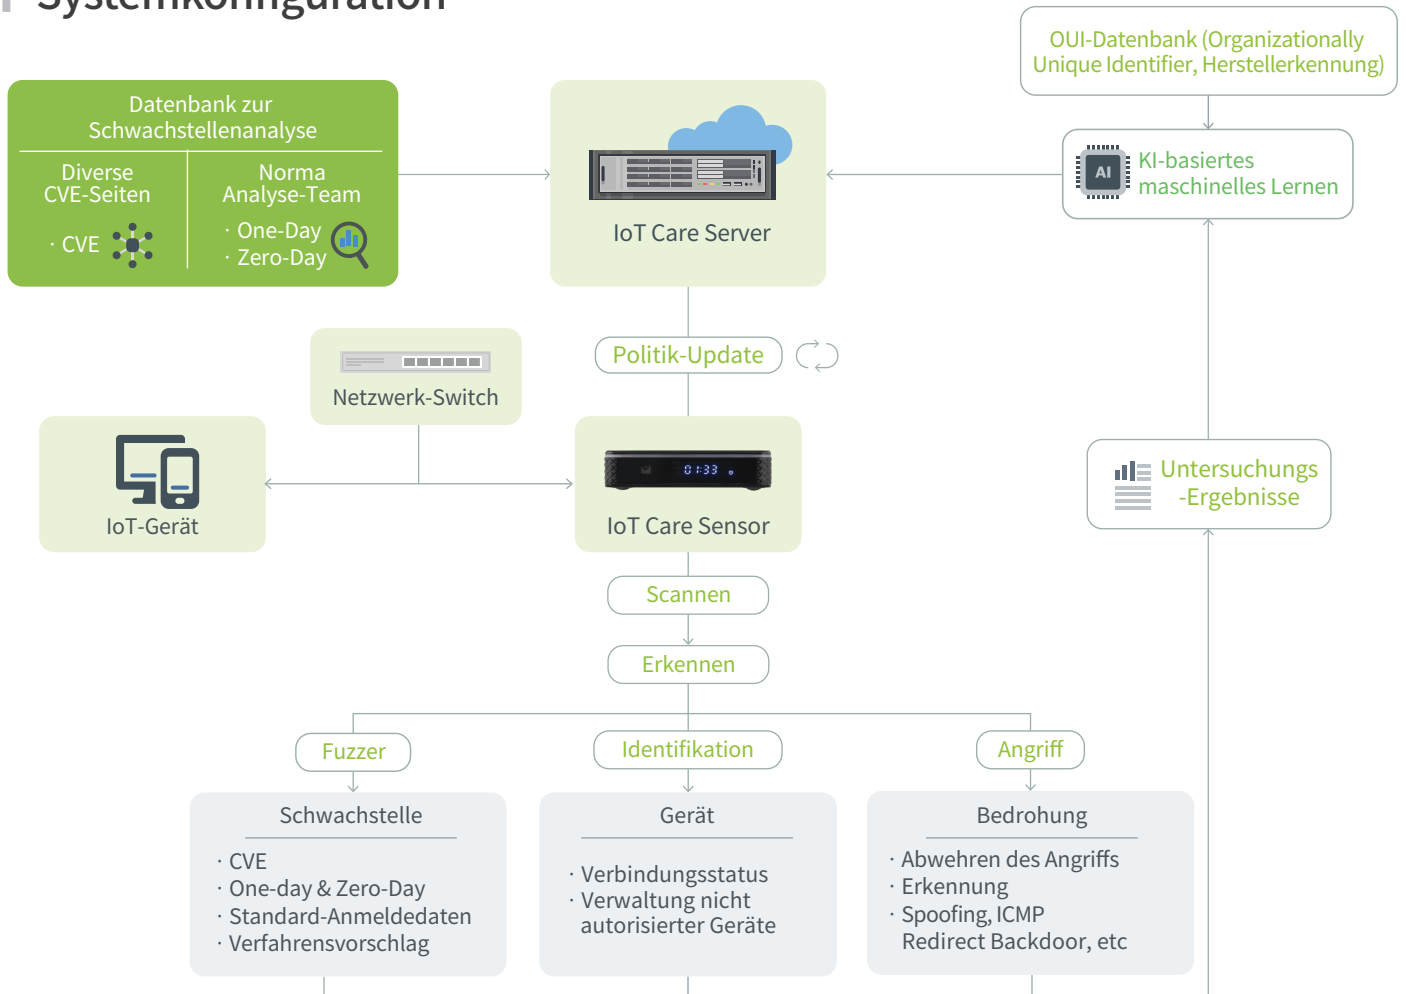 Systemkonfiguration
OUI-Datenbank (Organizationally
Unique Identifier, Herstellerkennung)
Datenbank zur
Schwachstellenanalyse
Diverse
CVE-Seiten
· CVE
Norma
Analyse-Team
· One-Day
· Zero-Day
IoT Care Server
AI
KI-basiertes
maschinelles Lernen
Politik-Update
Netzwerk-Switch
IoT-Gerät
01:33
IoT Care Sensor
Untersuchungs
-Ergebnisse
Scannen
Erkennen
Fuzzer
Identifikation
Angriff
Schwachstelle
· CVE
· One-day & Zero-Day
· Standard-Anmeldedaten
· Verfahrensvorschlag
Gerät
· Verbindungsstatus
· Verwaltung nicht
autorisierter Geräte
Bedrohung
· Abwehren des Angriffs
· Erkennung
· Spoofing, ICMP
Redirect Backdoor, etc